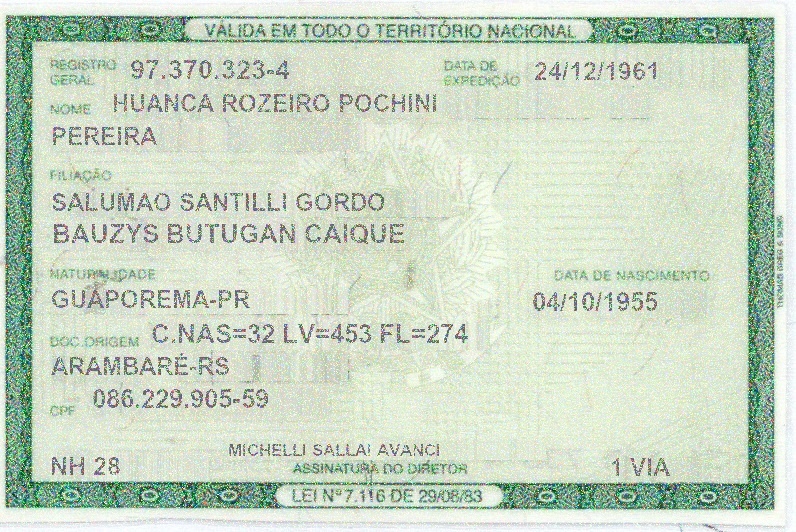 VÁLIDA EM TODO O TERRITÓRIO NACIONAL
REGISTRO GERAL 97.370.323-4 DATA DE EXPEDIÇÃO 24/12/1961
NOME HUANCA ROZEIRO POCHINI
PEREIRA
FILIAÇÃO
SALUMAO SANTILLI GORDO
BAUZYS BUTUGAN CAIQUE
NATURALIDADE DATA DE NASCIMENTO
GUAPOREMA-PR 04/10/1955
DOC.ORIGEM C.NAS=32 LV=453 FL=274
ARAMBARÉ-RS
CPF 086.229.905-59
MICHELLI SALLAI AVANCI
NH 28 ASSINATURA DO DIRETOR 1 VIA
LEI Nº 7.116 DE 29/08/83
THOMAS GREG & SONS